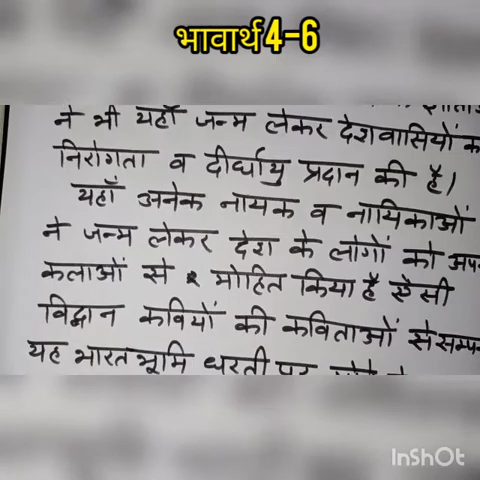 भावार्थ 4-6
ने भी यहाँ जन्म लेकर देशवासियों
निरोगता व दीर्घायु प्रदान की है।
यहाँ अनेक नायक व नायिकाओं
ने जन्म लेकर देश के लोगों को
कलाओं से मोहित किया है ऐसी
विद्वान कवियों की कविताओं से
यह भारत भूमि धरती पर
InShOt